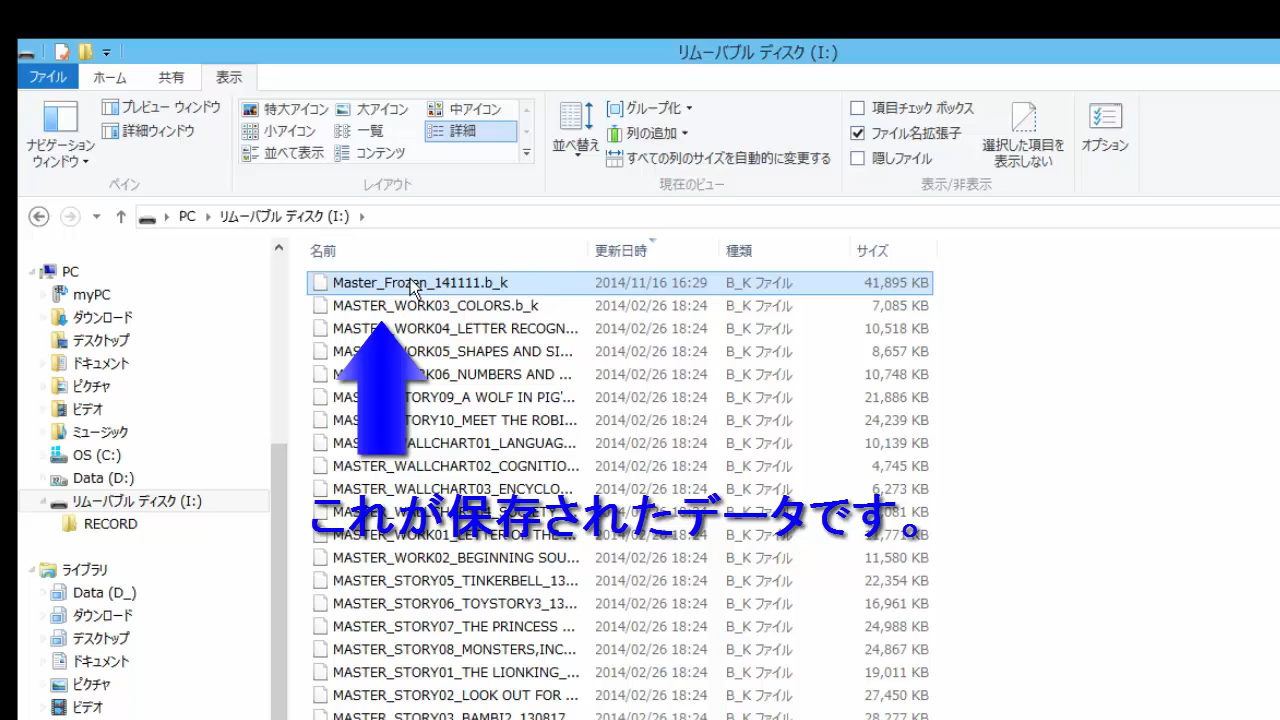 リムーバブル ディスク (I:)
ファイル ホーム 共有 表示
ナビゲーション ウィンドウ
プレビュー ウィンドウ
詳細ウィンドウ
ペイン
特大アイコン 大アイコン 中アイコン
小アイコン 一覧 詳細
並べて表示 コンテンツ
レイアウト
並べ替え
グループ化
列の追加
すべての列のサイズを自動的に変更する
現在のビュー
項目チェック ボックス
ファイル名拡張子
隠しファイル
選択した項目を
表示しない
表示/非表示
オプション
PC リムーバブル ディスク (I:)
PC
myPC
ダウンロード
デスクトップ
ドキュメント
ピクチャ
ビデオ
ミュージック
OS (C:)
Data (D:)
リムーバブル ディスク (I:)
RECORD
ライブラリ
Data (D_)
ダウンロード
デスクトップ
ドキュメント
ピクチャ
ビデオ
名前 更新日時 種類 サイズ
Master_Frozen_141111.b_k 2014/11/16 16:29 B_K ファイル 41,895 KB
MASTER_WORK03_COLORS.b_k 2014/02/26 18:24 B_K ファイル 7,085 KB
MASTER_WORK04_LETTER RECOGN... 2014/02/26 18:24 B_K ファイル 10,518 KB
MAS ORK05_SHAPES AND SI... 2014/02/26 18:24 B_K ファイル 8,657 KB
K06_NUMBERS AND ... 2014/02/26 18:24 B_K ファイル 10,748 KB
MAS TORY09_A WOLF IN PIG'... 2014/02/26 18:24 B_K ファイル 21,886 KB
MAS TORY10_MEET THE ROBI... 2014/02/26 18:24 B_K ファイル 24,239 KB
MAS ALLCHART01_LANGUAG... 2014/02/26 18:24 B_K ファイル 10,139 KB
MASTER_WALLCHART02_COGNITIO... 2014/02/26 18:24 B_K ファイル 4,745 KB
MASTER_WALLCHART03_ENCYCLO... 2014/02/26 18:24 B_K ファイル 6,273 KB
これが保存されたデータです。
MASTER_WORK02_BEGINNING SOU... 2014/02/26 18:24 B_K ファイル 11,580 KB
MASTER_STORY05_TINKERBELL_13... 2014/02/26 18:24 B_K ファイル 22,354 KB
MASTER_STORY06_TOYSTORY3_13... 2014/02/26 18:24 B_K ファイル 16,961 KB
MASTER_STORY07_THE PRINCESS ... 2014/02/26 18:24 B_K ファイル 24,988 KB
MASTER_STORY08_MONSTERS,INC... 2014/02/26 18:24 B_K ファイル 24,867 KB
MASTER_STORY01_THE LIONKING_... 2014/02/26 18:24 B_K ファイル 19,011 KB
MASTER_STORY02_LOOK OUT FOR ... 2014/02/26 18:24 B_K ファイル 27,450 KB
MASTER_STORY03_BAMBI2_130817 2014/02/26 18:24 B_K ファイル 28,277 KB